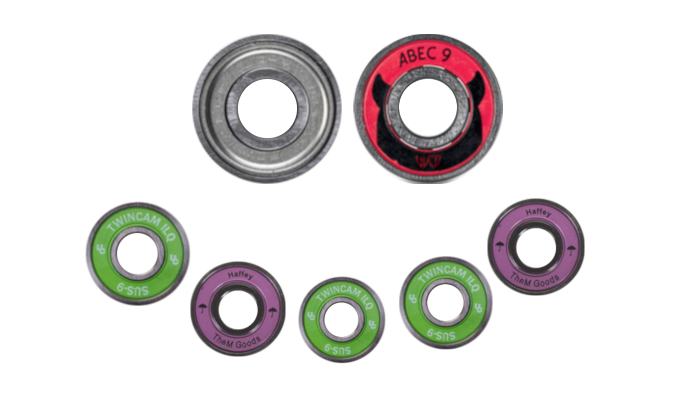 ABEC 9
TWINCAM ILQ
SUS-9
Haffey
TheM Goods
TWINCAM ILQ
SUS-9
TWINCAM ILQ
SUS-9
Haffey
TheM Goods